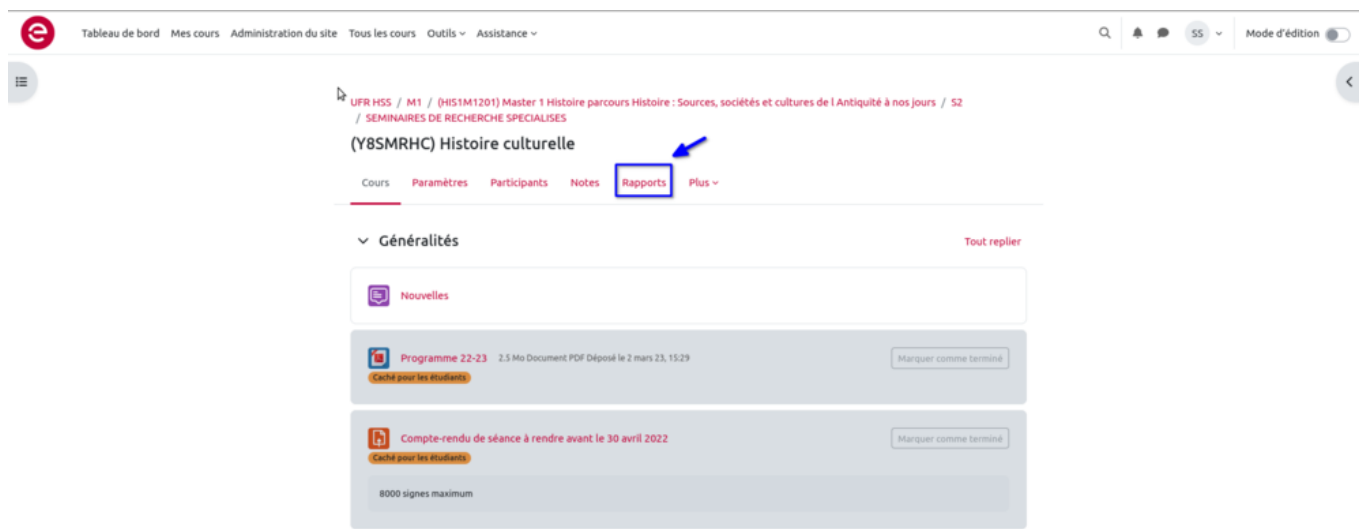 e
Tableau de bord Mes cours Administration du site Tous les cours Outils Assistance SS Mode d'édition
UFR HSS / M1 / (HIS1M1201) Master 1 Histoire parcours Histoire : Sources, sociétés et cultures de l Antiquité à nos jours / S2
/ SEMINAIRES DE RECHERCHE SPECIALISES
(Y8SMRHC) Histoire culturelle
Cours Paramètres Participants Notes Rapports Plus
Généralités Tout replier
Nouvelles
Programme 22-23 2.5 Mo Document PDF Déposé le 2 mars 23, 15:29 Marquer comme terminé
Caché pour les étudiants
Compte-rendu de séance à rendre avant le 30 avril 2022 Marquer comme terminé
Caché pour les étudiants
8000 signes maximum